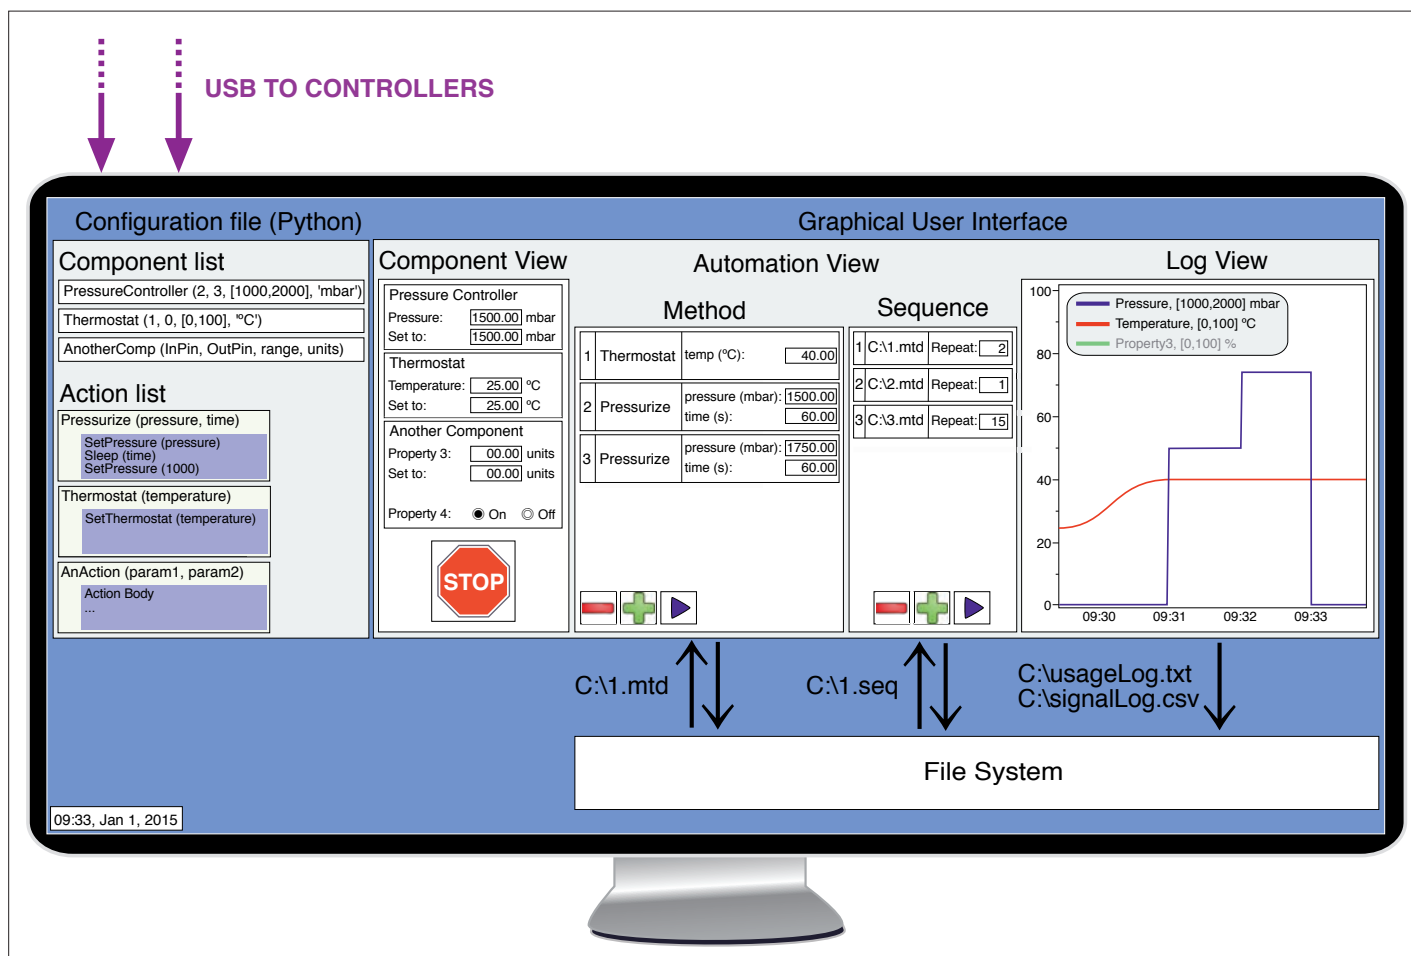 USB TO CONTROLLERS
Configuration file (Python)
Graphical User Interface
Component list
PressureController (2, 3, [1000,2000], 'mbar')
Thermostat (1, 0, [0,100], 'ºC')
AnotherComp (InPin, OutPin, range, units)
Action list
Pressurize (pressure, time)
SetPressure (pressure)
Sleep (time)
SetPressure (1000)
Thermostat (temperature)
SetThermostat (temperature)
AnAction (param1, param2)
Action Body
...
Component View
Pressure Controller
Pressure: 1500.00 mbar
Set to: 1500.00 mbar
Thermostat
Temperature: 25.00 ºC
Set to: 25.00 ºC
Another Component
Property 3: 00.00 units
Set to: 00.00 units
Property 4: On Off
STOP
Automation View
Method
1 Thermostat temp (ºC): 40.00
2 Pressurize pressure (mbar): 1500.00
time (s): 60.00
3 Pressurize pressure (mbar): 1750.00
time (s): 60.00
Sequence
1 C:\1.mtd Repeat: 2
2 C:\2.mtd Repeat: 1
3 C:\3.mtd Repeat: 15
Log View
Pressure, [1000,2000] mbar
Temperature, [0,100] ºC
Property3, [0,100] %
100
80
60
40
20
0
09:30 09:31 09:32 09:33
C:\1.mtd
C:\1.seq
C:\usageLog.txt
C:\signalLog.csv
File System
09:33, Jan 1, 2015